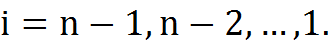 i = n − 1, n − 2, … ,1.